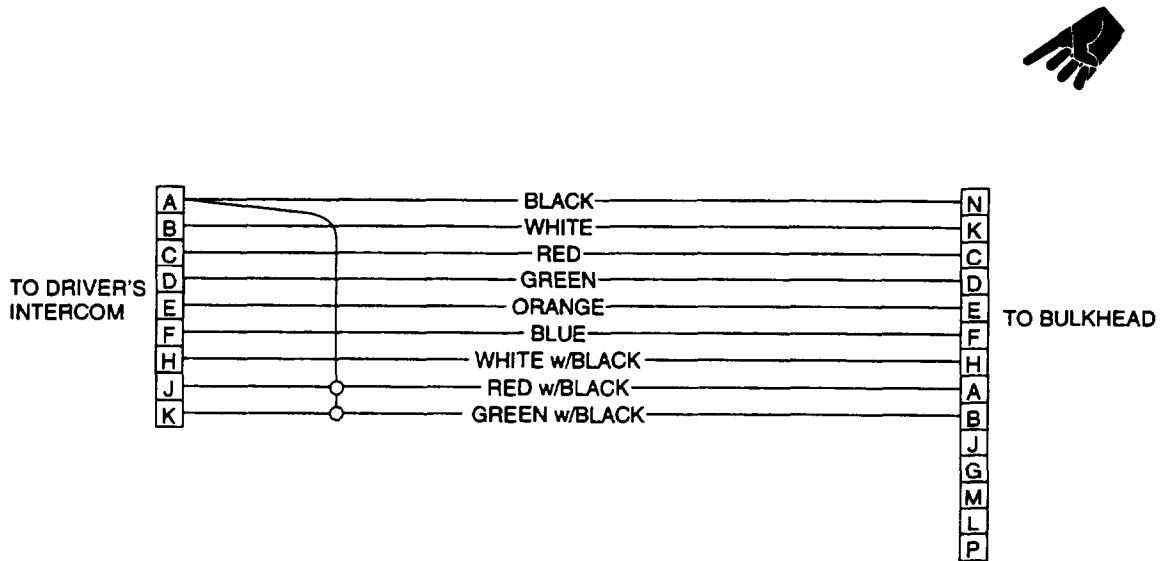 A BLACK N
B WHITE K
C RED C
D GREEN D
E ORANGE E
F BLUE F
H WHITE w/BLACK H
J RED w/BLACK A
K GREEN w/BLACK B
J
G
M
L
P
TO DRIVER'S
INTERCOM
TO BULKHEAD